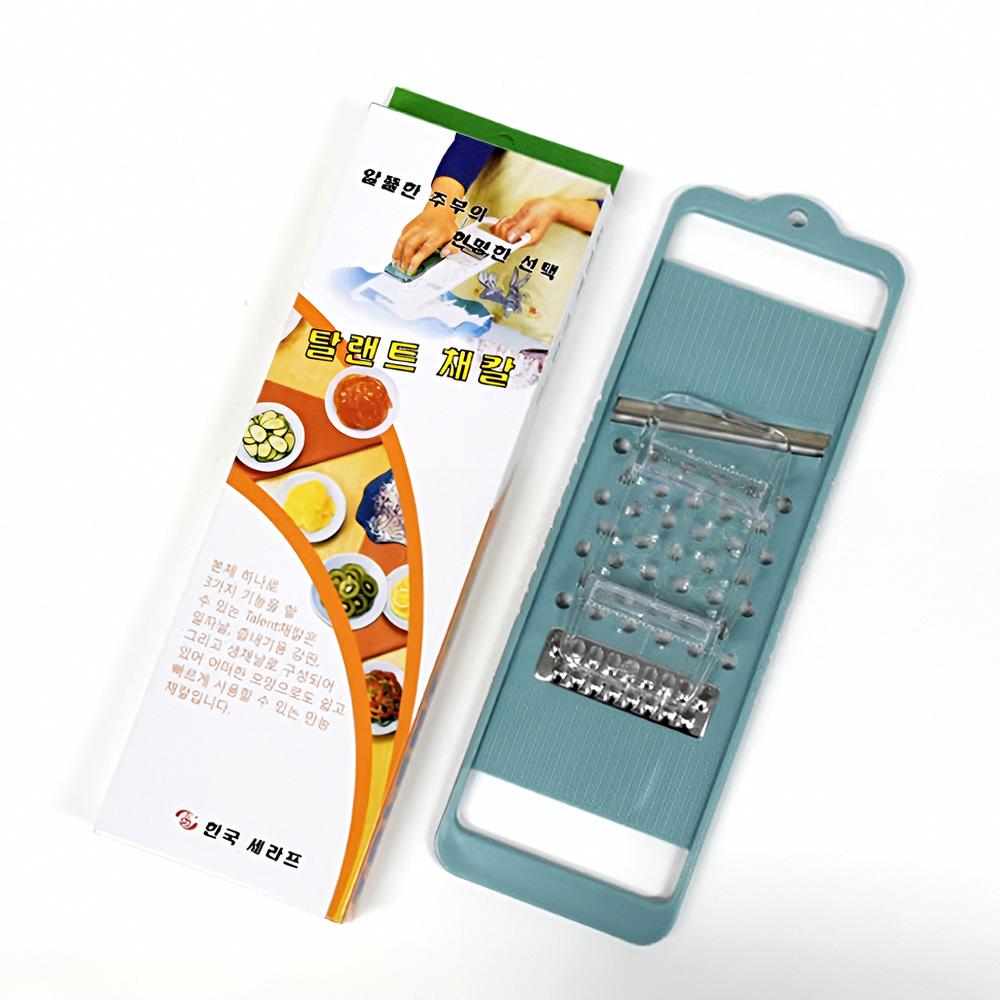 알뜰한 주부의
현명한 선택
탈랜트 채칼
본체 하나로
3가지 기능을 할
수 있는 Talent채칼은
일자날, 즙내기용 강판,
그리고 생채날로 구성되어
있어 어떠한 모양으로도 쉽고
빠르게 사용할 수 있는 만능
채칼입니다.
한국 세라프